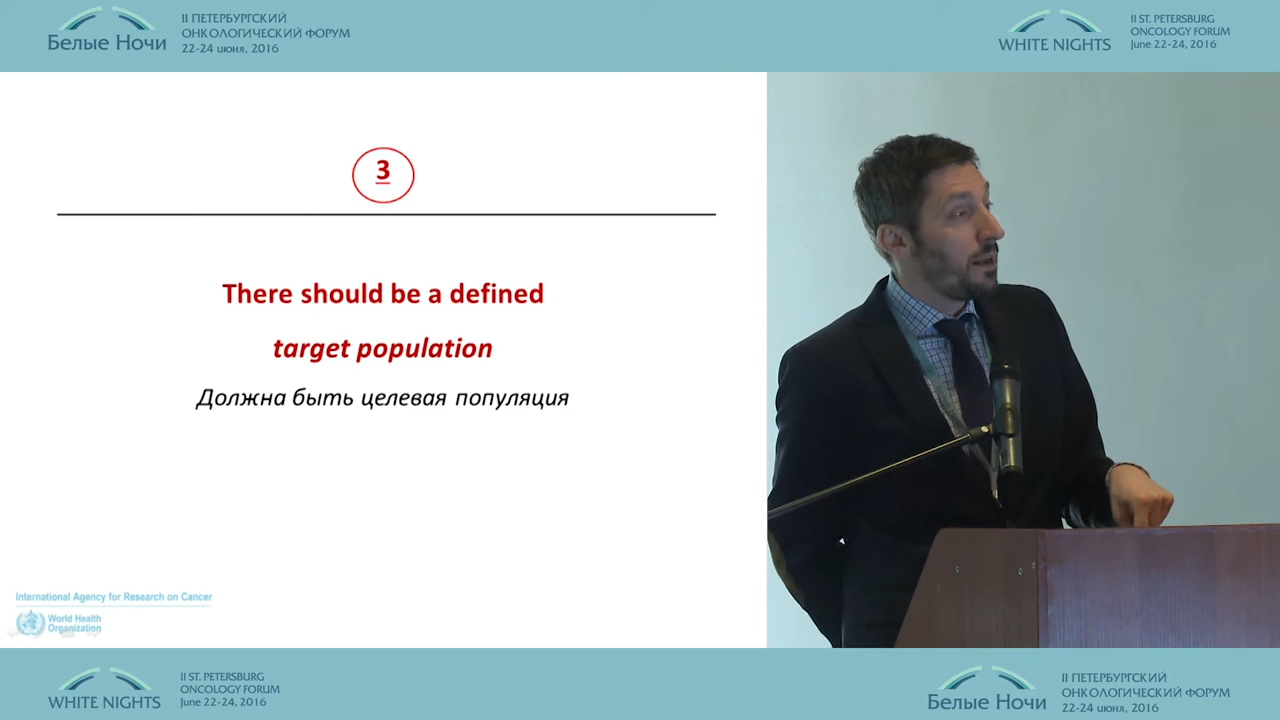 Белые Ночи
II ПЕТЕРБУРГСКИЙ
ОНКОЛОГИЧЕСКИЙ ФОРУМ
22-24 июня, 2016
WHITE NIGHTS
II ST. PETERSBURG
ONCOLOGY FORUM
June 22-24, 2016
3
There should be a defined
target population
Должна быть целевая популяция
International Agency for Research on Cancer
World Health
Organization
WHITE NIGHTS
II ST. PETERSBURG
ONCOLOGY FORUM
June 22-24, 2016
Белые Ночи
II ПЕТЕРБУРГСКИЙ
ОНКОЛОГИЧЕСКИЙ ФОРУМ
22-24 июня, 2016